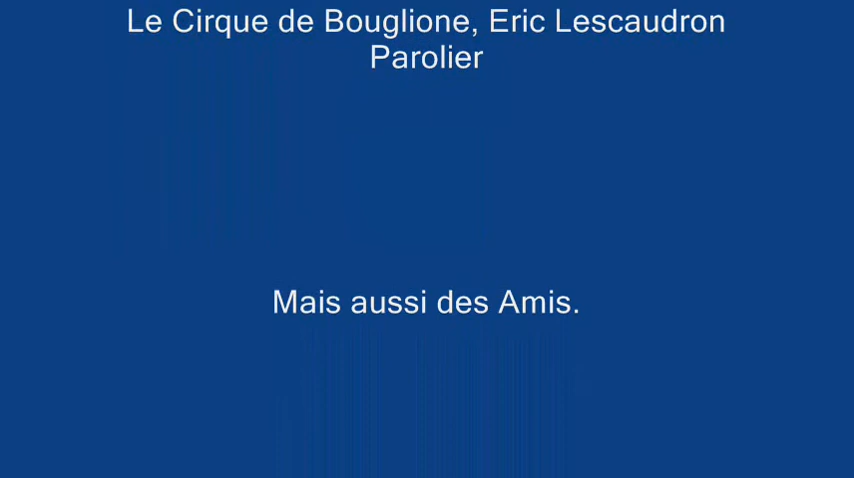 Le Cirque de Bouglione, Eric Lescaudron
Parolier
Mais aussi des Amis.